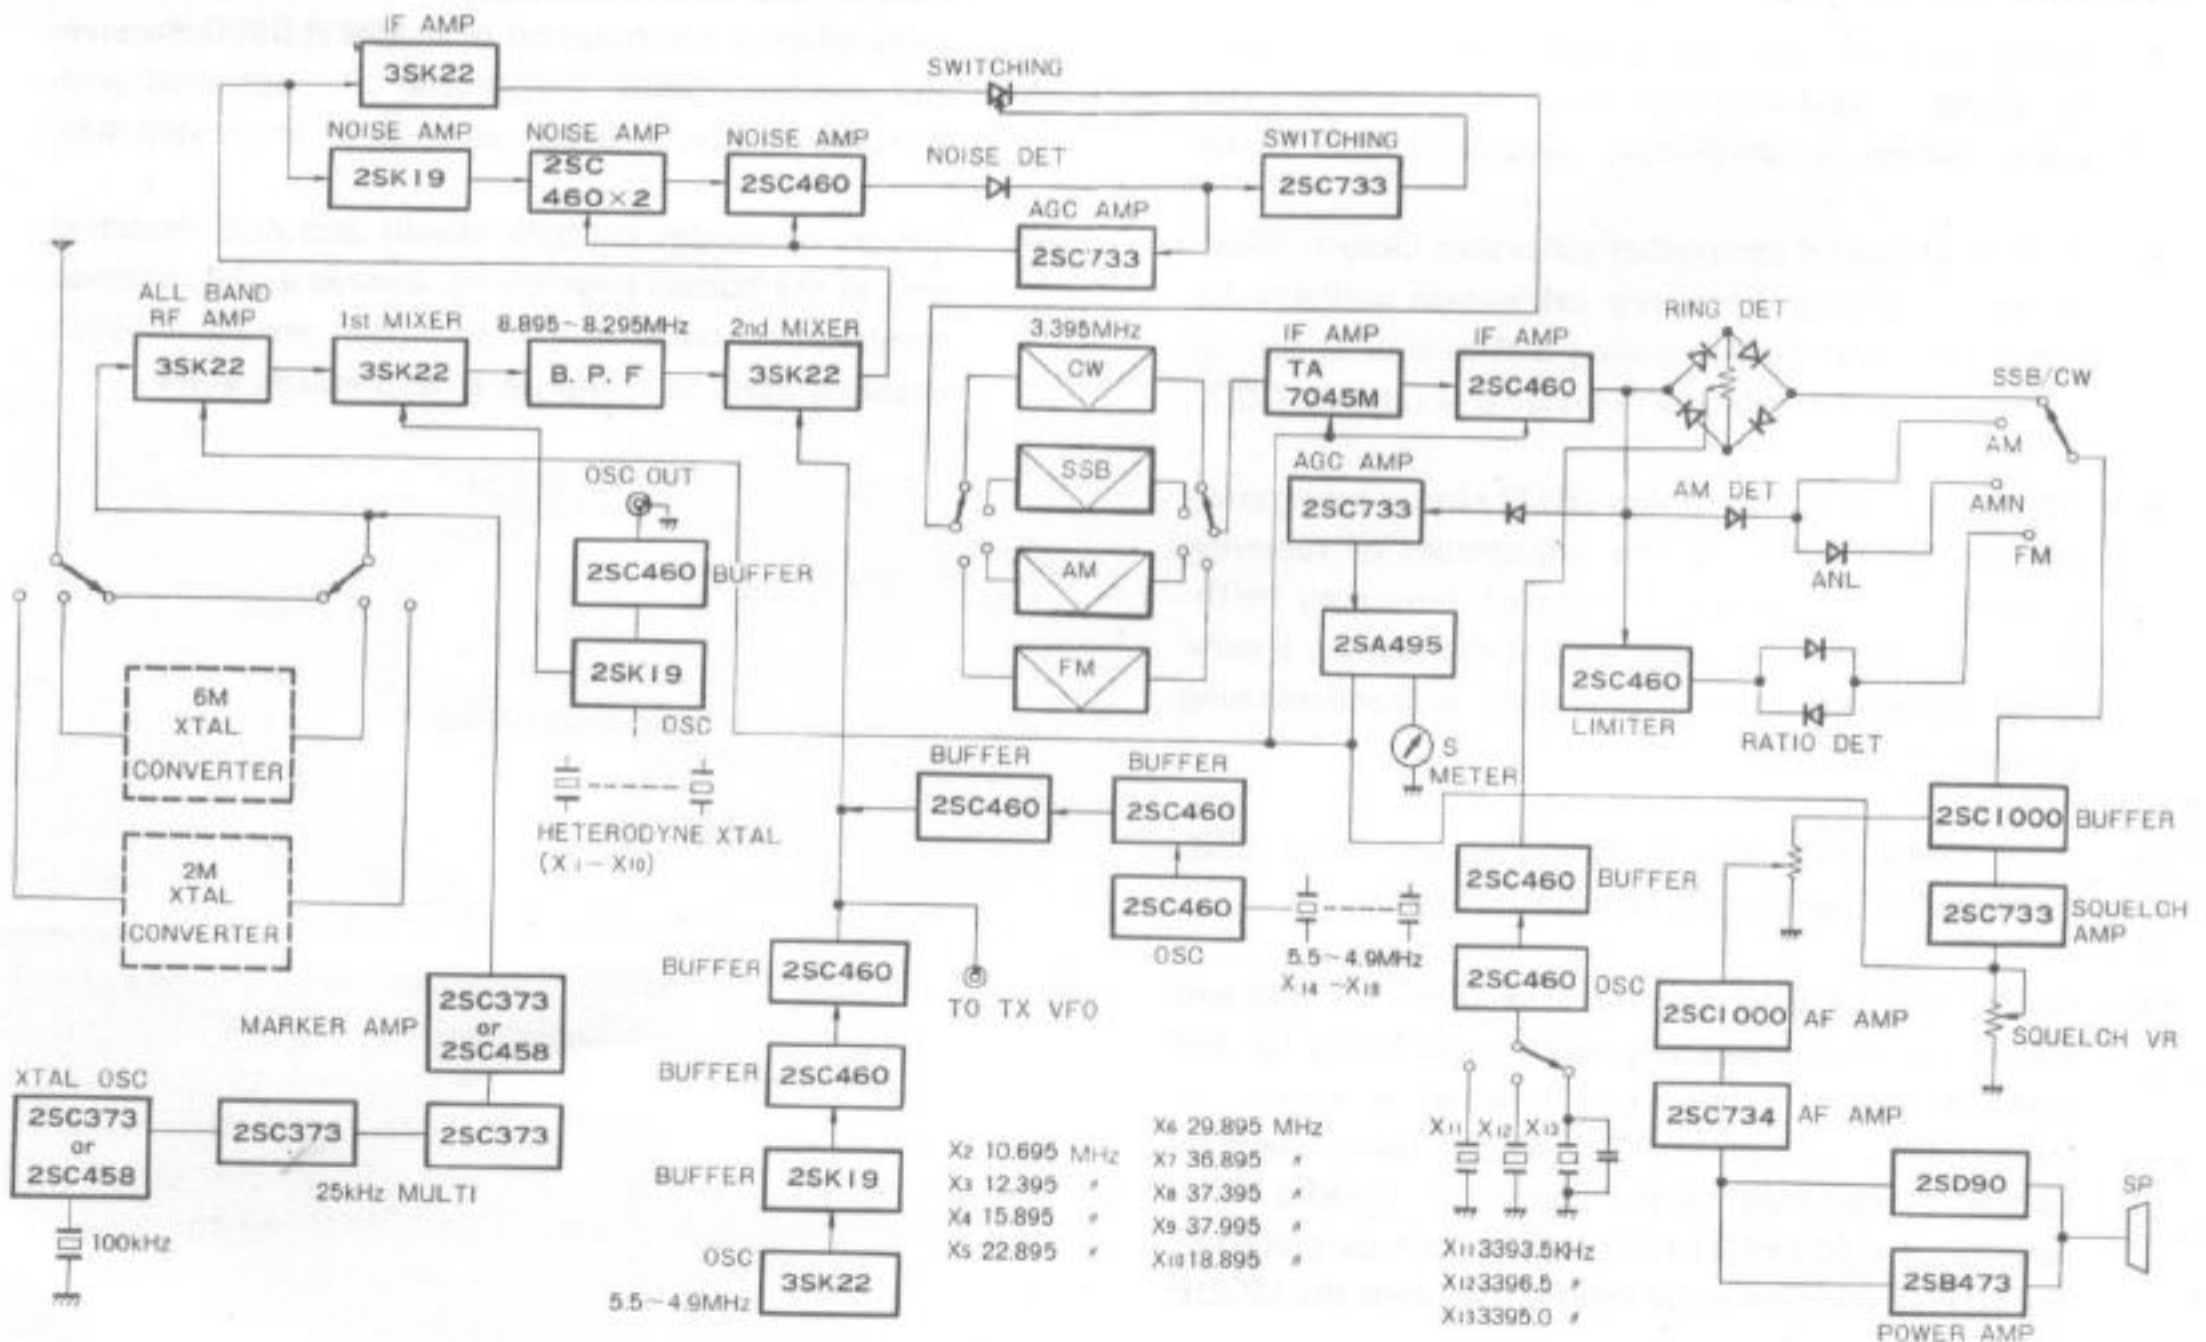 IF AMP
3SK22
SWITCHING
NOISE AMP
2SK19
NOISE AMP
2SC
460×2
NOISE AMP
2SC460
NOISE DET
SWITCHING
2SC733
AGC AMP
2SC733
ALL BAND
RF AMP
3SK22
1st MIXER
3SK22
8.895~8.295MHz
B. P. F
2nd MIXER
3SK22
3.395MHz
CW
SSB
AM
FM
IF AMP
TA
7045M
IF AMP
2SC460
RING DET
SSB/CW
AM
AMN
FM
AGC AMP
2SC733
AM DET
ANL
OSC OUT
2SC460 BUFFER
2SK19
OSC
2SA495
S
METER
2SC460
LIMITER
RATIO DET
6M
XTAL
CONVERTER
2M
XTAL
CONVERTER
HETERODYNE XTAL
(X1~X10)
BUFFER
2SC460
BUFFER
2SC460
2SC460
OSC
5.5~4.9MHz
X14 ~X18
2SC460 BUFFER
2SC460 OSC
2SC1000 BUFFER
2SC733 SQUELCH
AMP
SQUELCH VR
2SC1000 AF AMP
2SC734 AF AMP
2SD90
2SB473
POWER AMP
SP
MARKER AMP
2SC373
or
2SC458
XTAL OSC
2SC373
or
2SC458
2SC373
2SC373
25kHz MULTI
100kHz
BUFFER 2SC460
TO TX VFO
BUFFER 2SC460
BUFFER 2SK19
OSC
3SK22
5.5~4.9MHz
X2 10.695 MHz
X3 12.395 〃
X4 15.895 〃
X5 22.895 〃
X6 29.895 MHz
X7 36.895 〃
X8 37.395 〃
X9 37.995 〃
X10 18.895 〃
X11 X12 X13
X11 3393.5KHz
X12 3396.5 〃
X13 3395.0 〃